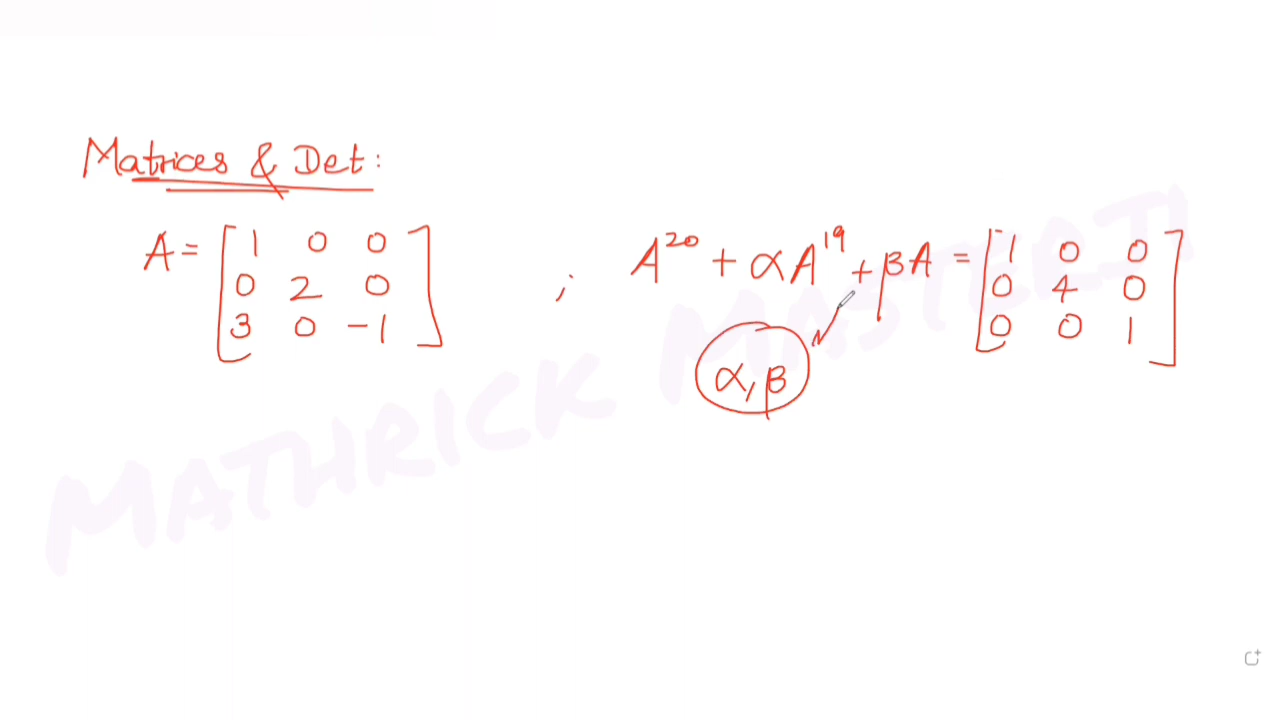 Matrices & Det:
A = [ 1 0 0
0 2 0
3 0 -1 ] ; A^20 + αA^19 + βA = [ 1 0 0
0 4 0
0 0 1 ]
α, β
MATHRICK MASTERJI